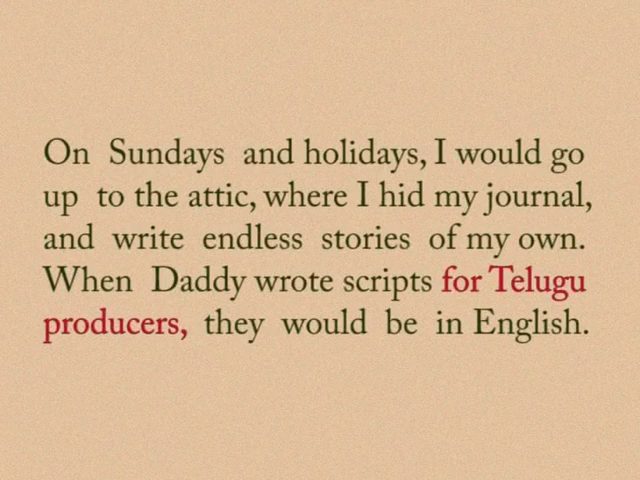 On Sundays and holidays, I would go
up to the attic, where I hid my journal,
and write endless stories of my own.
When Daddy wrote scripts for Telugu
producers, they would be in English.